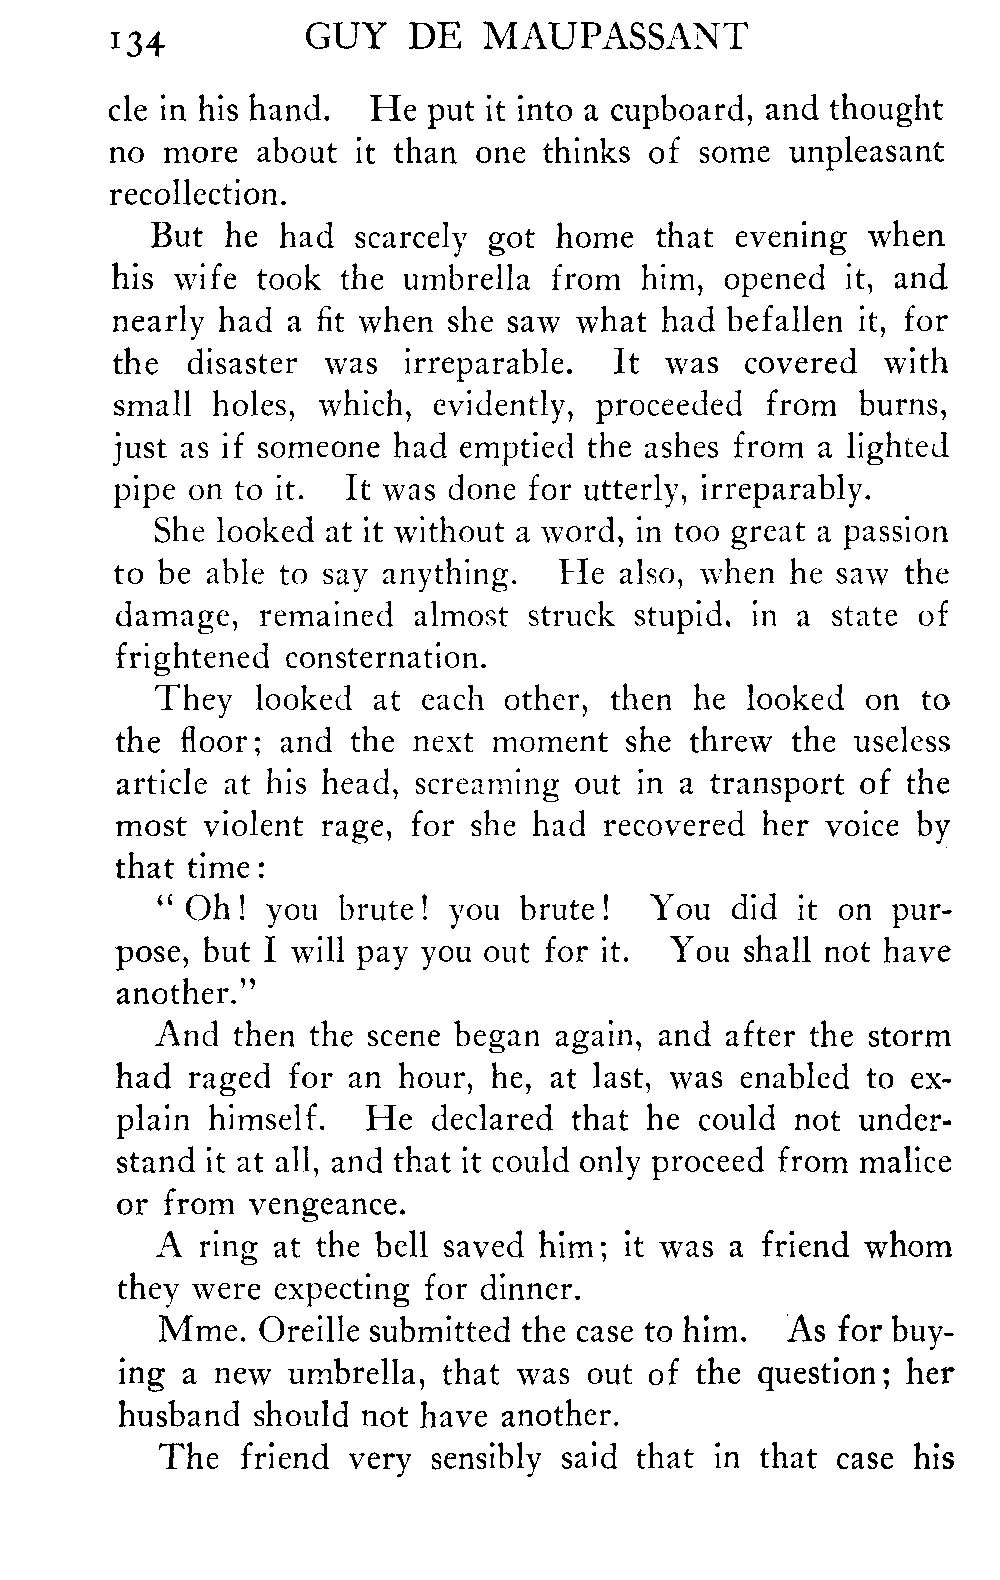 134 GUY DE MAUPASSANT
cle in his hand. He put it into a cupboard, and thought
no more about it than one thinks of some unpleasant
recollection.
But he had scarcely got home that evening when
his wife took the umbrella from him, opened it, and
nearly had a fit when she saw what had befallen it, for
the disaster was irreparable. It was covered with
small holes, which, evidently, proceeded from burns,
just as if someone had emptied the ashes from a lighted
pipe on to it. It was done for utterly, irreparably.
She looked at it without a word, in too great a passion
to be able to say anything. He also, when he saw the
damage, remained almost struck stupid, in a state of
frightened consternation.
They looked at each other, then he looked on to
the floor; and the next moment she threw the useless
article at his head, screaming out in a transport of the
most violent rage, for she had recovered her voice by
that time:
“Oh! you brute! you brute! You did it on pur-
pose, but I will pay you out for it. You shall not have
another.”
And then the scene began again, and after the storm
had raged for an hour, he, at last, was enabled to ex-
plain himself. He declared that he could not under-
stand it at all, and that it could only proceed from malice
or from vengeance.
A ring at the bell saved him; it was a friend whom
they were expecting for dinner.
Mme. Oreille submitted the case to him. As for buy-
ing a new umbrella, that was out of the question; her
husband should not have another.
The friend very sensibly said that in that case his